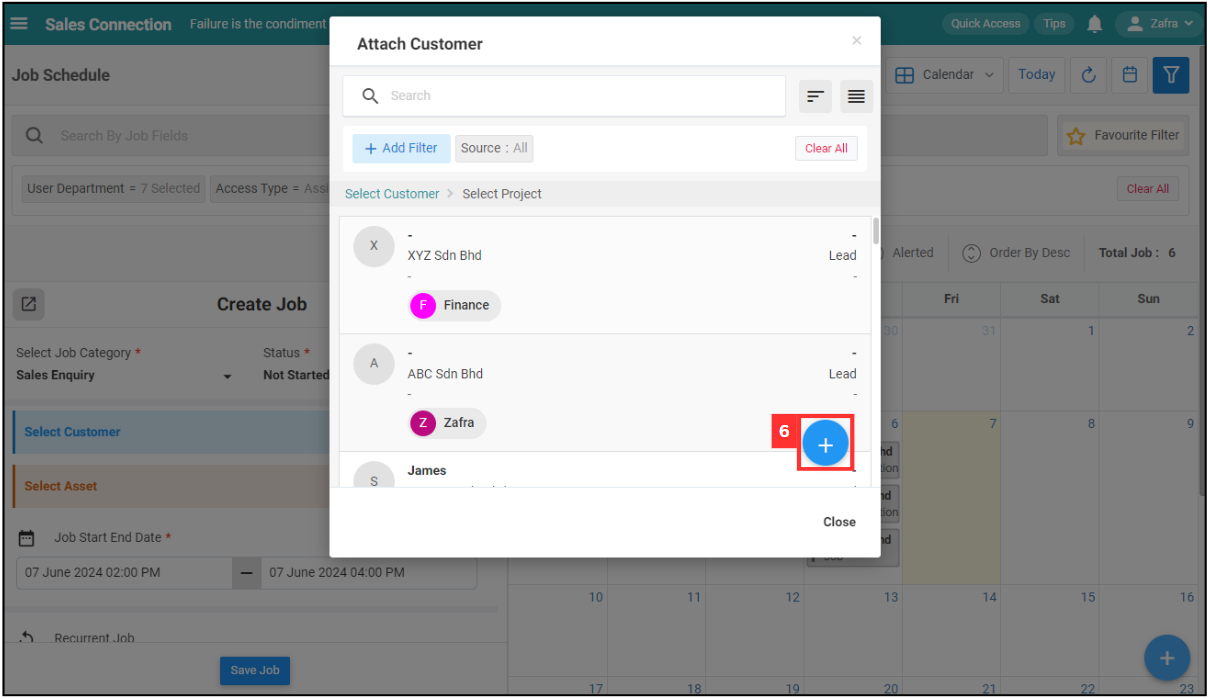 Sales Connection Failure is the condiment Quick Access Tips Zafra
Job Schedule Calendar Today
Search By Job Fields Favourite Filter
User Department = 7 Selected Access Type = Clear All
Alerted Order By Desc Total Job : 6
Create Job
Fri Sat Sun
30 31 1 2
Select Job Category * Status *
Sales Enquiry Not Started
Select Customer
6 7 8 9
Select Asset
Job Start End Date *
07 June 2024 02:00 PM — 07 June 2024 04:00 PM
10 11 12 13 14 15 16
Recurrent Job
Save Job
17 18 19 20 21 22 23
Attach Customer ×
Search
+ Add Filter Source : All Clear All
Select Customer > Select Project
X - -
XYZ Sdn Bhd Lead
- -
F Finance
A - -
ABC Sdn Bhd Lead
- -
Z Zafra
6 +
S James -
Close
+